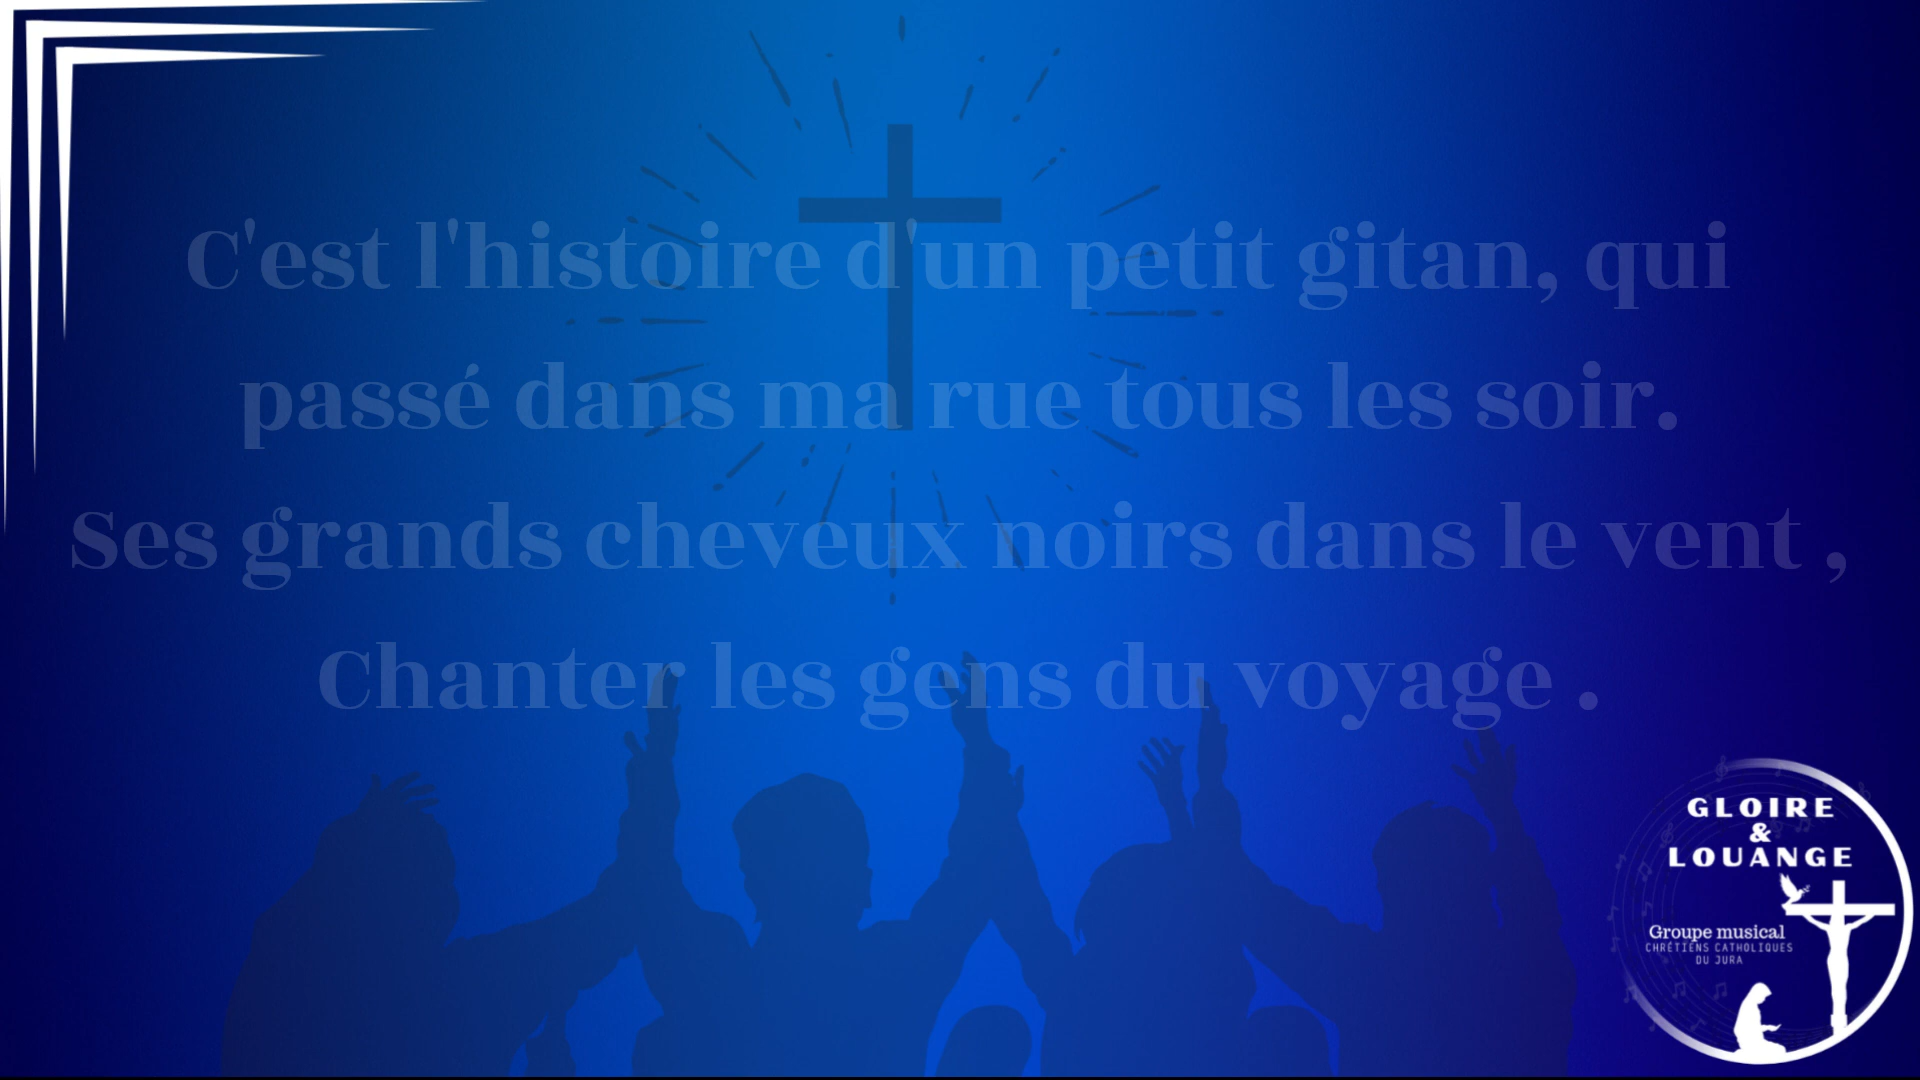 C'est l'histoire d'un petit gitan, qui
passé dans ma rue tous les soir.
Ses grands cheveux noirs dans le vent ,
Chanter les gens du voyage .
GLOIRE
&
LOUANGE
Groupe musical
CHRÉTIENS CATHOLIQUES
DU JURA